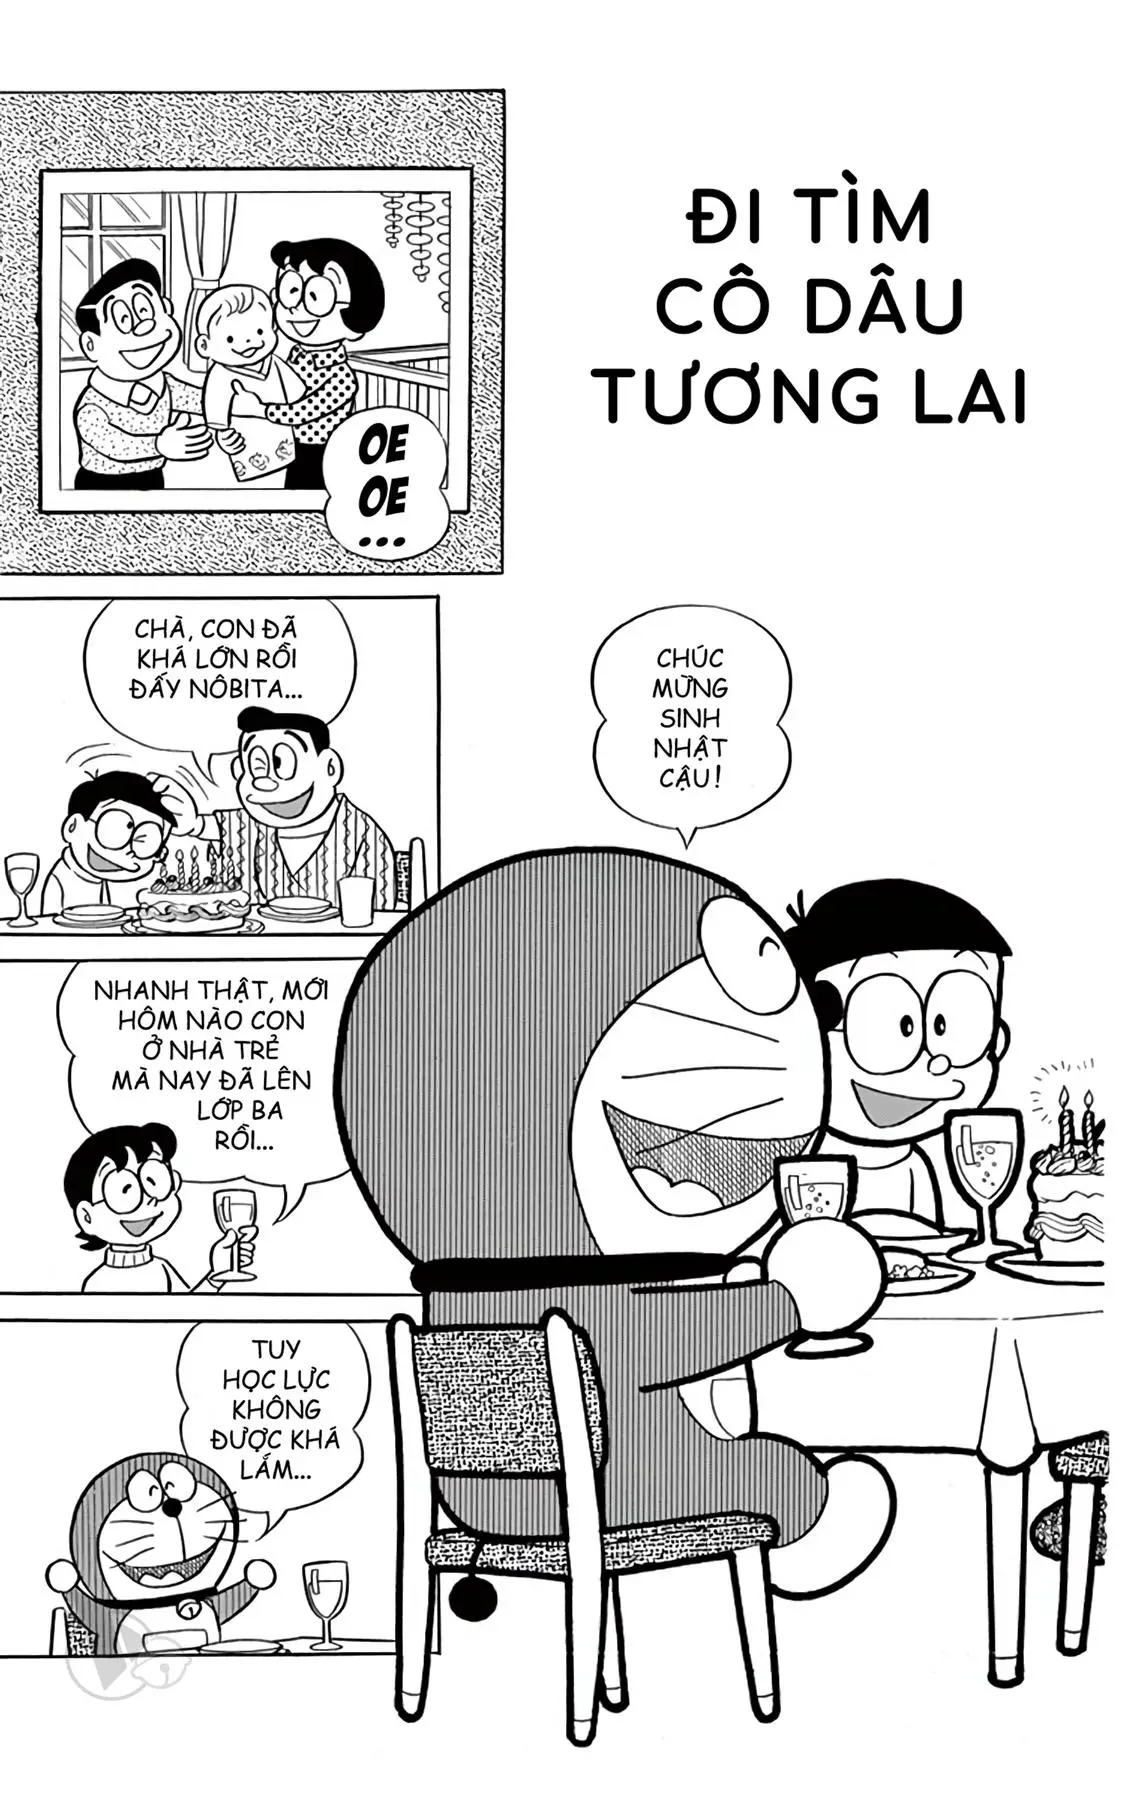 ĐI TÌM
CÔ DÂU
TƯƠNG LAI
OE
OE
...
CHÀ, CON ĐÃ
KHÁ LỚN RỒI
ĐẤY NÔBITA...
CHÚC
MỪNG
SINH
NHẬT
CẬU!
NHANH THẬT, MỚI
HÔM NÀO CON
Ở NHÀ TRẺ
MÀ NAY ĐÃ LÊN
LỚP BA
RỒI...
TUY
HỌC LỰC
KHÔNG
ĐƯỢC KHÁ
LẮM...